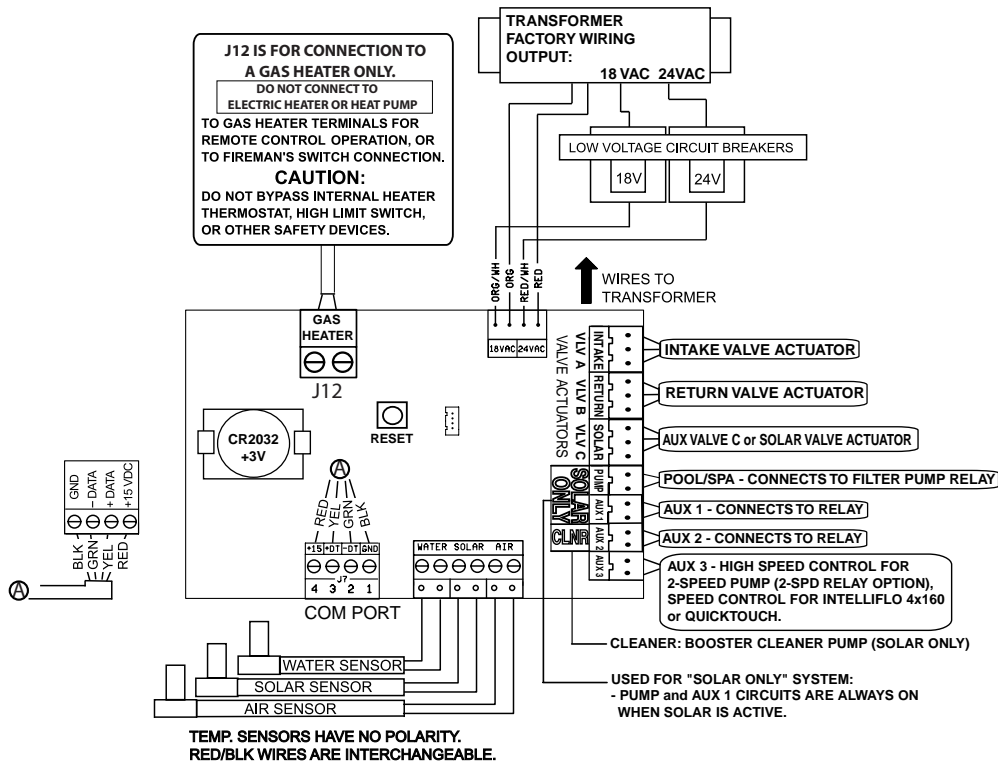 TRANSFORMER
FACTORY WIRING
OUTPUT:
18 VAC 24VAC
J12 IS FOR CONNECTION TO
A GAS HEATER ONLY.
DO NOT CONNECT TO
ELECTRIC HEATER OR HEAT PUMP
TO GAS HEATER TERMINALS FOR
REMOTE CONTROL OPERATION, OR
TO FIREMAN'S SWITCH CONNECTION.
CAUTION:
DO NOT BYPASS INTERNAL HEATER
THERMOSTAT, HIGH LIMIT SWITCH,
OR OTHER SAFETY DEVICES.
LOW VOLTAGE CIRCUIT BREAKERS
18V
24V
ORG/WH
ORG
RED/WH
RED
WIRES TO
TRANSFORMER
GAS
HEATER
J12
18VAC 24VAC
VALVE ACTUATORS
VLV A VLV B VLV C
INTAKE RETURN SOLAR
PUMP
AUX 1
AUX 2
AUX 3
SOLAR
ONLY
CLNR
INTAKE VALVE ACTUATOR
RETURN VALVE ACTUATOR
AUX VALVE C or SOLAR VALVE ACTUATOR
POOL/SPA - CONNECTS TO FILTER PUMP RELAY
AUX 1 - CONNECTS TO RELAY
AUX 2 - CONNECTS TO RELAY
AUX 3 - HIGH SPEED CONTROL FOR
2-SPEED PUMP (2-SPD RELAY OPTION),
SPEED CONTROL FOR INTELLIFLO 4x160
or QUICKTOUCH.
CLEANER: BOOSTER CLEANER PUMP (SOLAR ONLY)
USED FOR "SOLAR ONLY" SYSTEM:
- PUMP and AUX 1 CIRCUITS ARE ALWAYS ON
WHEN SOLAR IS ACTIVE.
RESET
CR2032
+3V
A
RED
YEL
GRN
BLK
+15 +DT -DT GND
J7
4 3 2 1
COM PORT
WATER SOLAR AIR
GND
- DATA
+ DATA
+15 VDC
BLK
GRN
YEL
RED
A
WATER SENSOR
SOLAR SENSOR
AIR SENSOR
TEMP. SENSORS HAVE NO POLARITY.
RED/BLK WIRES ARE INTERCHANGEABLE.